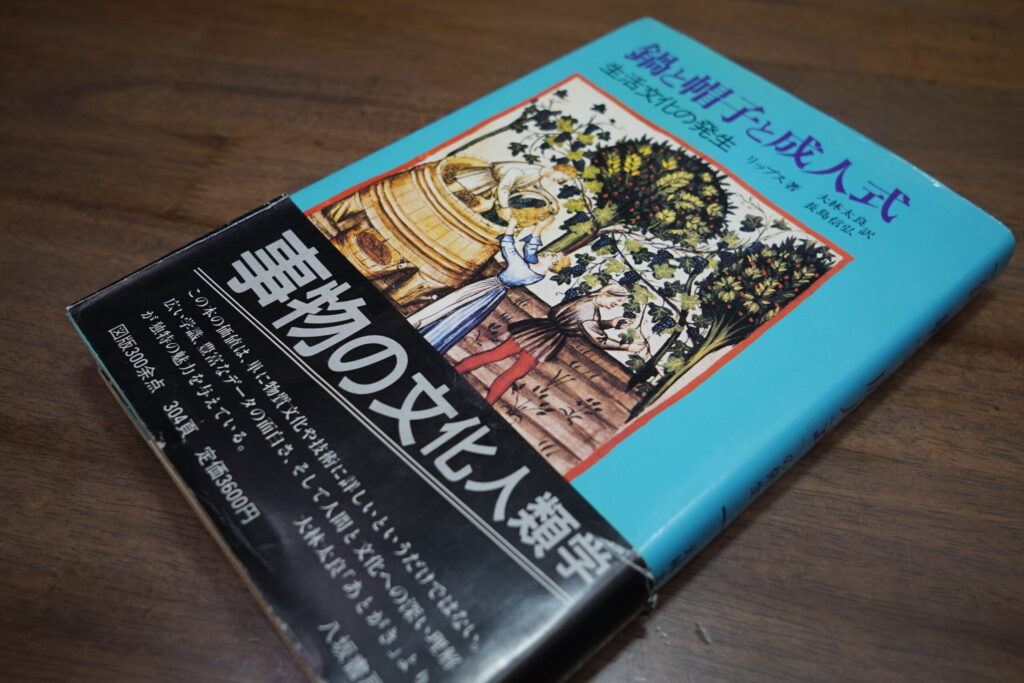 鍋と帽子と成人式
生活文化の発生
リップス著
大林太良
長島信弘 訳
事物の文化人類学
この本の価値は、単に物質文化や技術に詳しいというだけではない。
広い学識、豊富なデータの面白さ、そして人間と文化への深い理解
が独特の魅力を与えている。
大林太良「あとがき」より
図版300余点 304頁 定価3600円
八坂書房